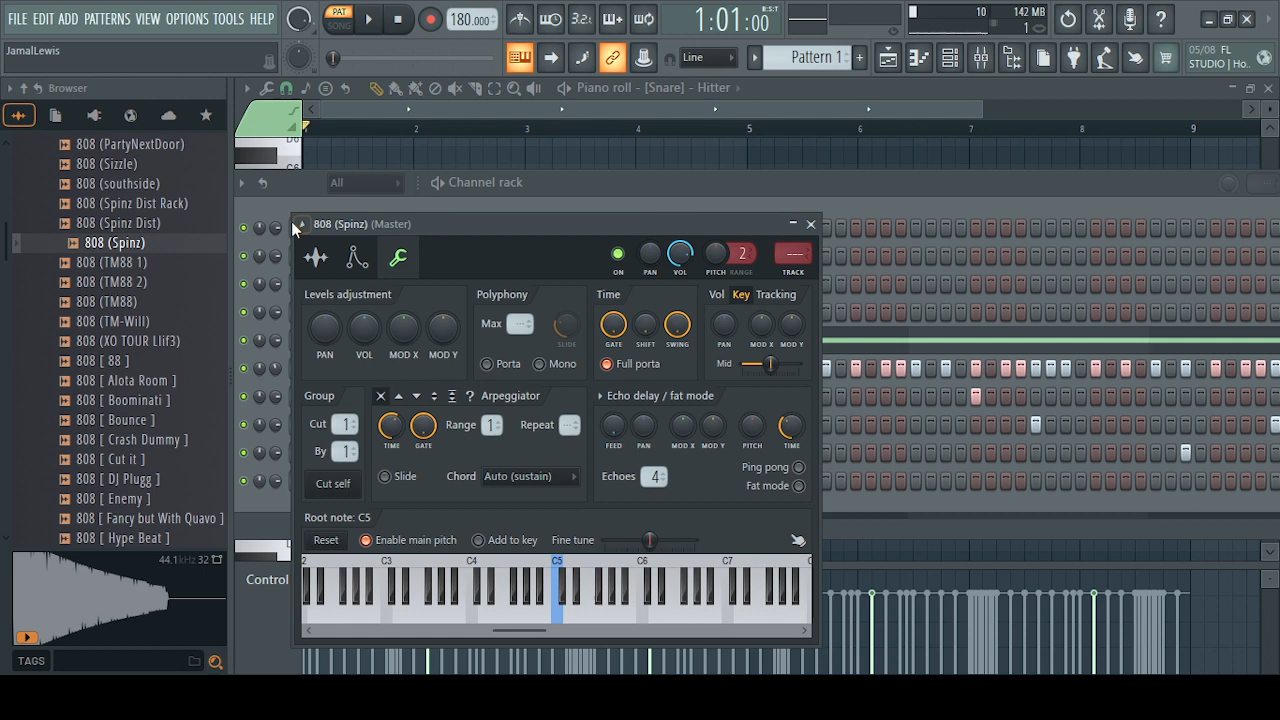 FILE EDIT ADD PATTERNS VIEW OPTIONS TOOLS HELP
PAT
SONG
180.000
3.2
1:01:00
B:S:T
10
142 MB
1
JamalLewis
Line
Pattern 1
05/08 FL
STUDIO | Ho..
Browser
Piano roll - [Snare] - Hitter
2 3 4 5 6 7 8 9
D6
C6
All
Channel rack
808 (PartyNextDoor)
808 (Sizzle)
808 (southside)
808 (Spinz Dist Rack)
808 (Spinz Dist)
808 (Spinz)
808 (TM88 1)
808 (TM88 2)
808 (TM88)
808 (TM-Will)
808 (XO TOUR Llif3)
808 [ 88 ]
808 [ Alota Room ]
808 [ Boominati ]
808 [ Bounce ]
808 [ Crash Dummy ]
808 [ Cut it ]
808 [ DJ Plugg ]
808 [ Enemy ]
808 [ Fancy but With Quavo ]
808 [ Hype Beat ]
44.1kHz 32
TAGS
808 (Spinz) (Master)
ON PAN VOL PITCH RANGE 2 TRACK ---
Levels adjustment
PAN VOL MOD X MOD Y
Polyphony
Max ---
SLIDE
Porta Mono
Time
GATE SHIFT SWING
Full porta
Vol Key Tracking
PAN MOD X MOD Y
Mid
Group
Cut 1
By 1
Cut self
Arpeggiator
TIME GATE
Range 1
Repeat ---
Slide
Chord Auto (sustain)
Echo delay / fat mode
FEED PAN MOD X MOD Y PITCH TIME
Echoes 4
Ping pong
Fat mode
Root note: C5
Reset
Enable main pitch
Add to key
Fine tune
2 C3 C4 C5 C6 C7
Control